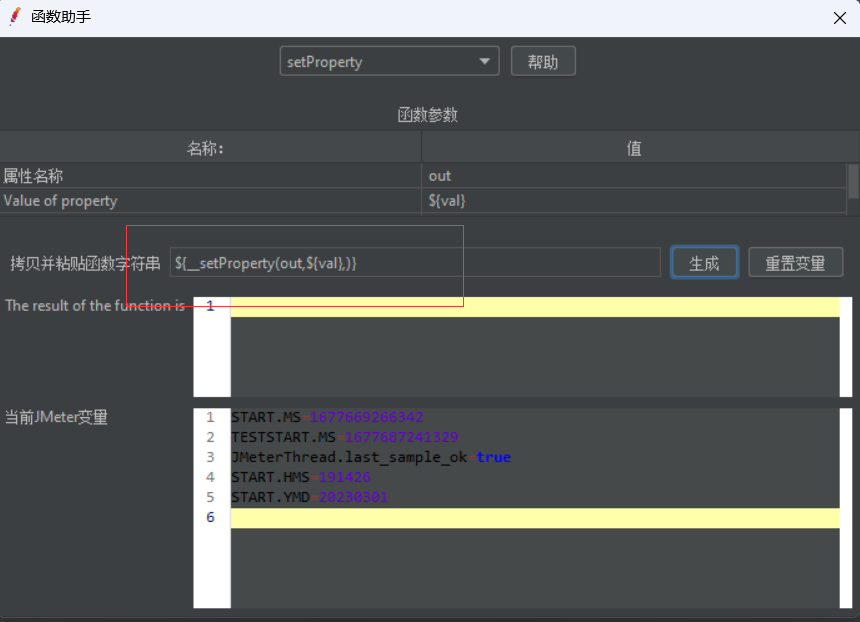 函数助手
setProperty
帮助
函数参数
名称: 值
属性名称 out
Value of property ${val}
拷贝并粘贴函数字符串 ${__setProperty(out,${val},)} 生成 重置变量
The result of the function is 1
当前JMeter变量
1 START.MS=1677669266342
2 TESTSTART.MS=1677687241329
3 JMeterThread.last_sample_ok=true
4 START.HMS=191426
5 START.YMD=20230301
6